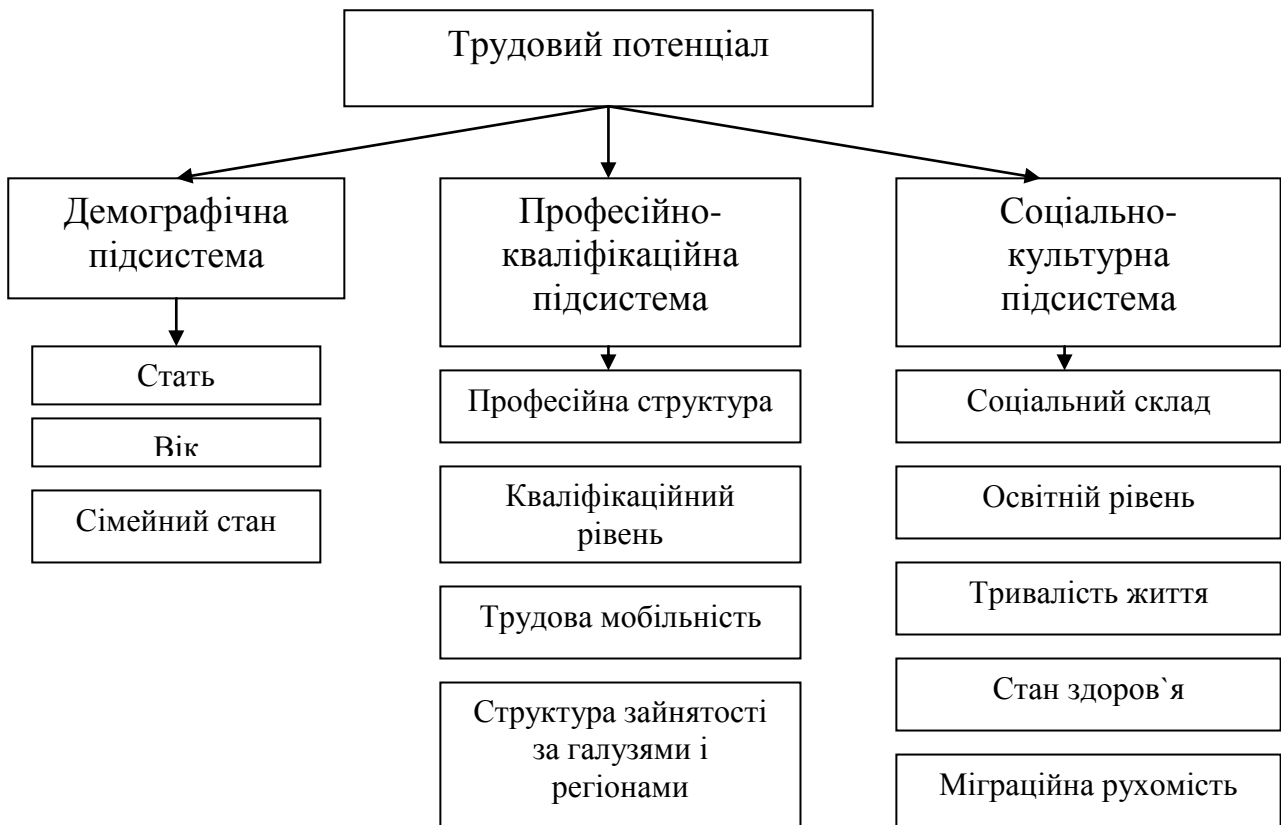 Трудовий потенціал
Демографічна
підсистема
Стать
Вік
Сімейний стан
Професійно-
кваліфікаційна
підсистема
Професійна структура
Кваліфікаційний
рівень
Трудова мобільність
Структура зайнятості
за галузями і
регіонами
Соціально-
культурна
підсистема
Соціальний склад
Освітній рівень
Тривалість життя
Стан здоров`я
Міграційна рухомість